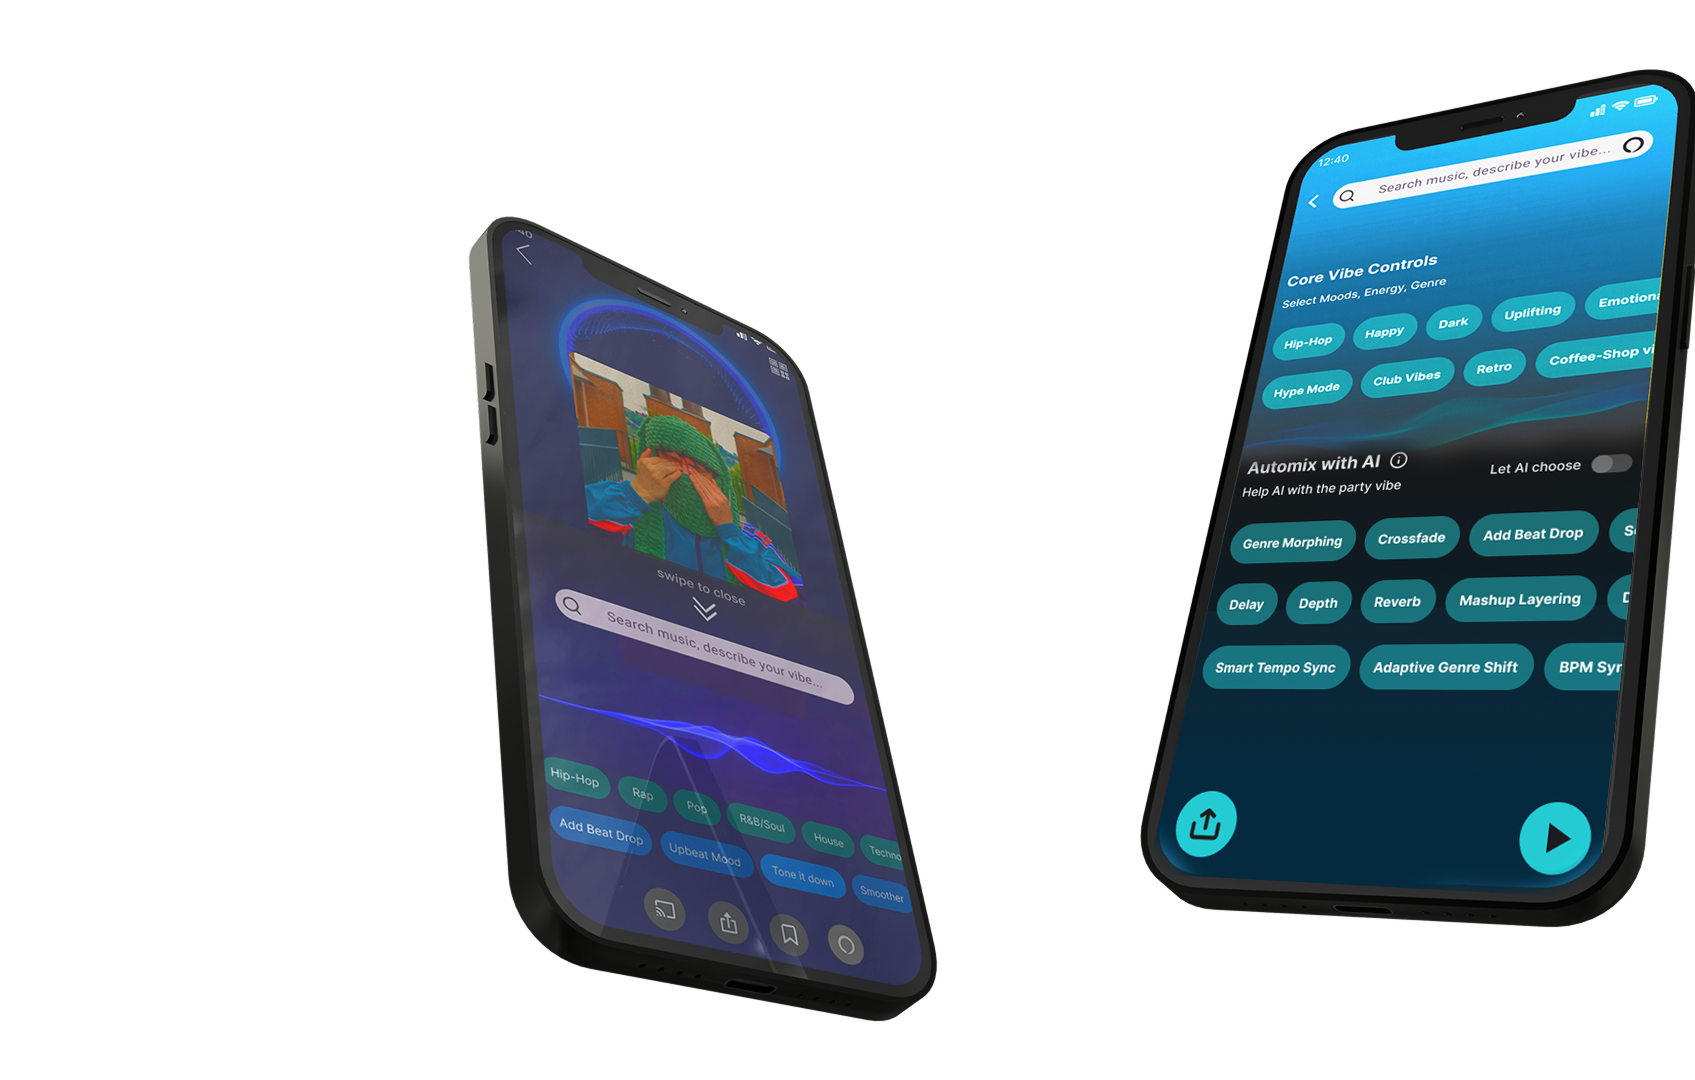 40
swipe to close
Search music, describe your vibe...
Hip-Hop Rap Pop R&B/Soul House Techno
Add Beat Drop Upbeat Mood Tone it down Smoother
12:40
Search music, describe your vibe...
Core Vibe Controls
Select Moods, Energy, Genre
Hip-Hop Happy Dark Uplifting Emotiona
Hype Mode Club Vibes Retro Coffee-Shop vi
Automix with AI Let AI choose
Help AI with the party vibe
Genre Morphing Crossfade Add Beat Drop S
Delay Depth Reverb Mashup Layering D
Smart Tempo Sync Adaptive Genre Shift BPM Syn